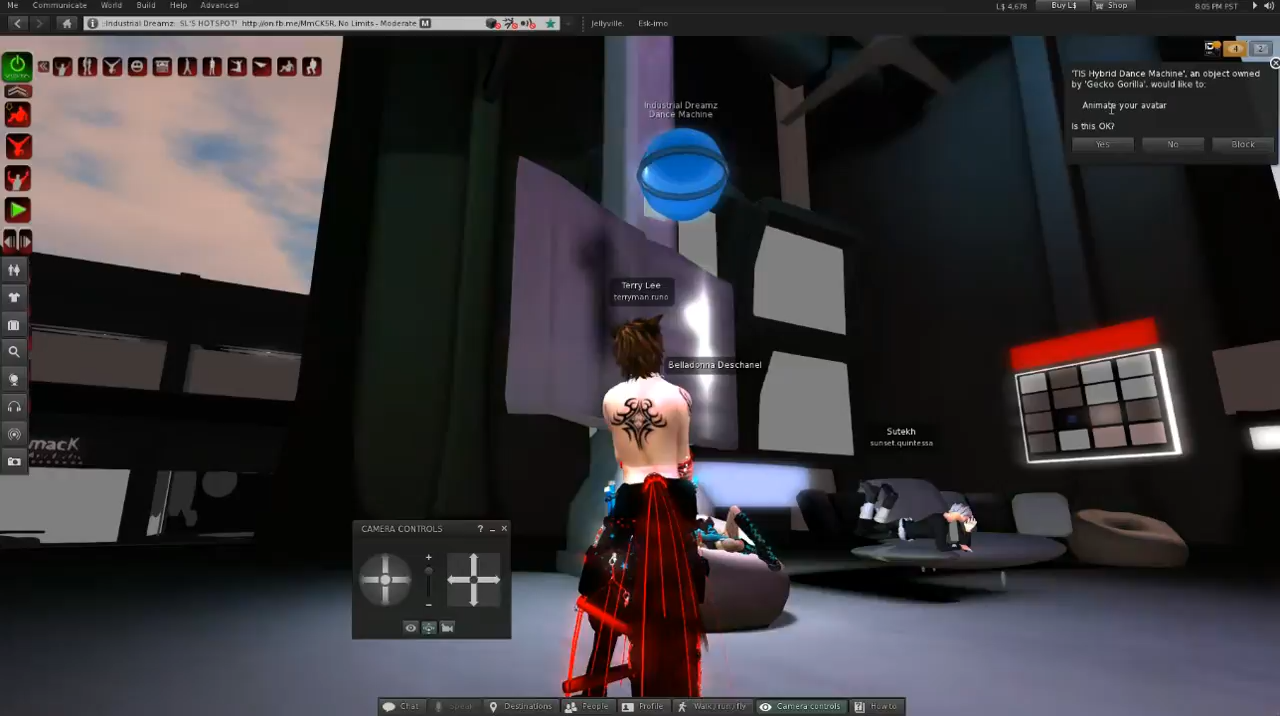 Me Communicate World Build Help Advanced
L$ 4,678 Buy L$ Shop 8:05 PM PST
Industrial Dreamz: SL'S HOTSPOT! http://on.fb.me/MmCKSR, No Limits - Moderate M
Jellyville. Esk-imo
'TIS Hybrid Dance Machine', an object owned
by 'Gecko Gorilla', would like to:
Animate your avatar
Is this OK?
Yes No Block
Industrial Dreamz
Dance Machine
Terry Lee
terryman.runo
Belladonna Deschanel
Sutekh
sunset.quintessa
macK
CAMERA CONTROLS ?
Chat Speak Destinations People Profile Walk / run / fly Camera controls How to